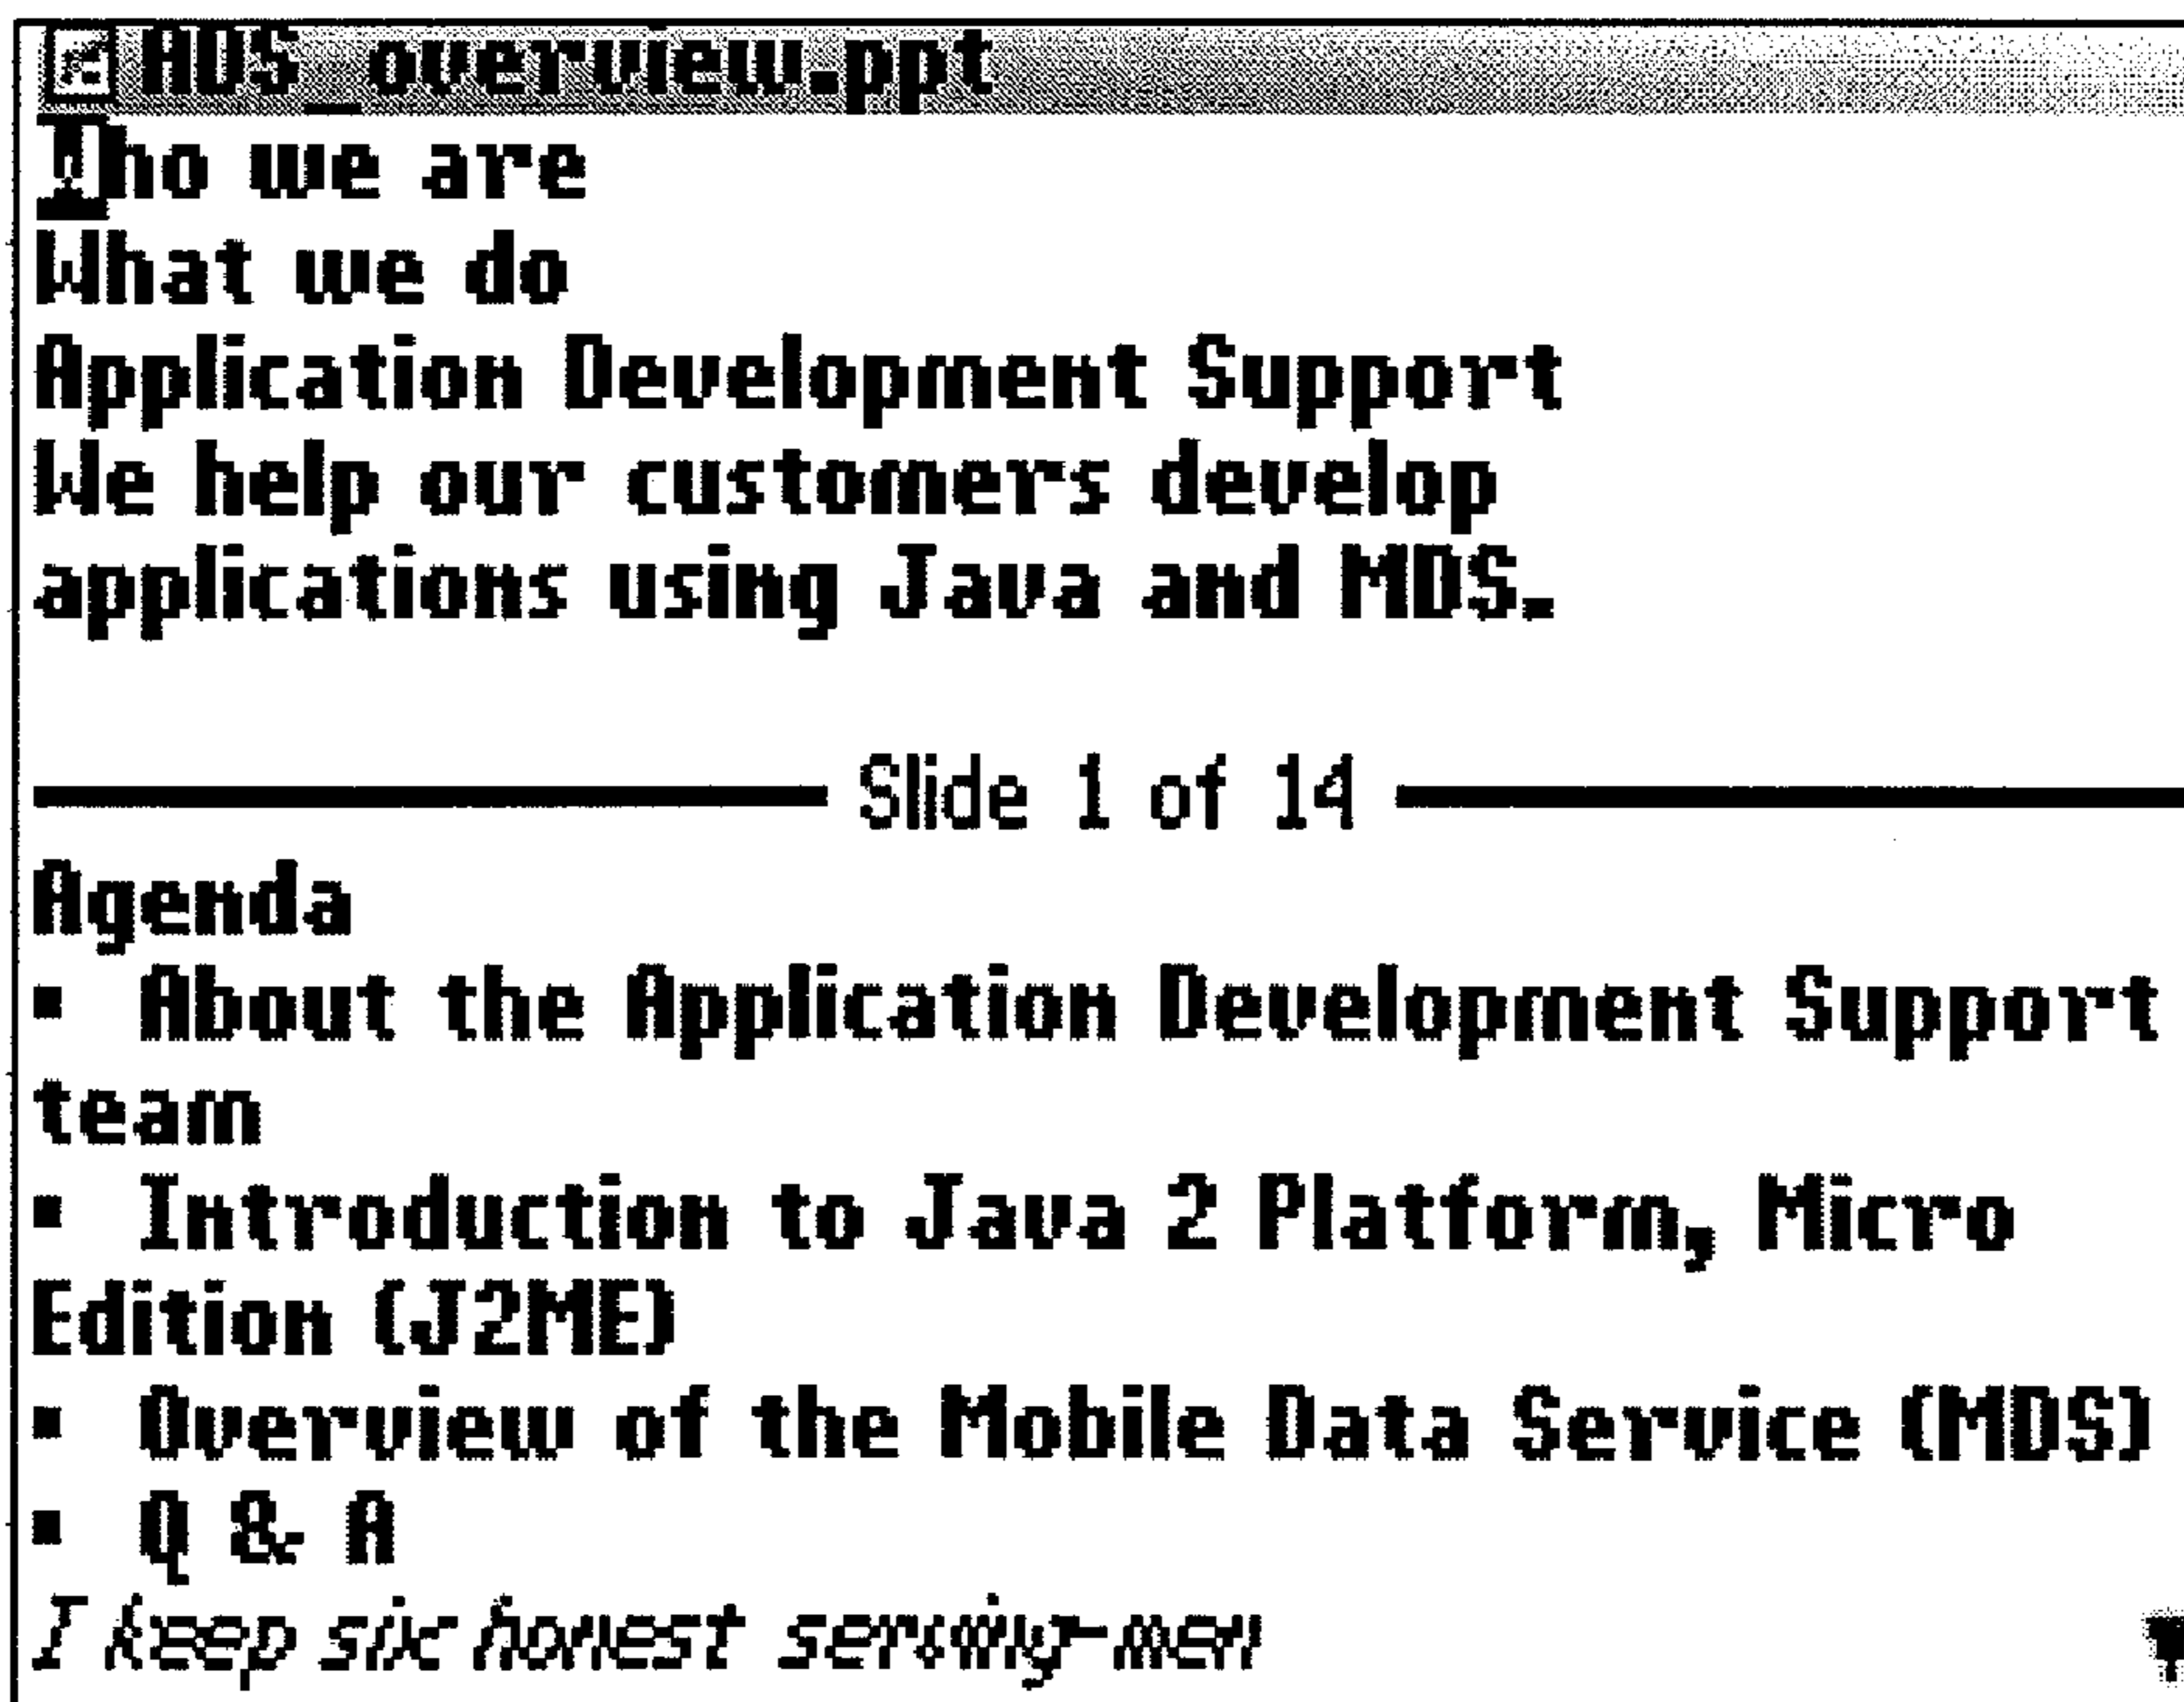 ADS_overview.ppt
Who we are
What we do
Application Development Support
We help our customers develop
applications using Java and MDS.
Slide 1 of 14
Agenda
▪ About the Application Development Support
team
▪ Introduction to Java 2 Platform, Micro
Edition (J2ME)
▪ Overview of the Mobile Data Service (MDS)
▪ Q & A
I keep six honest serving-men